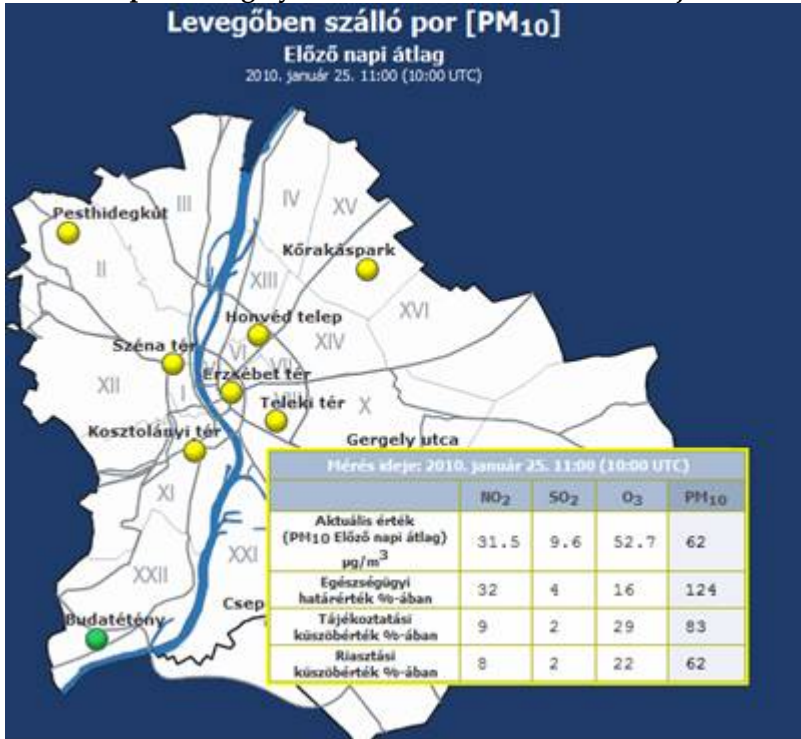 Levegőben szálló por [PM10]
Előző napi átlag
2010. január 25. 11:00 (10:00 UTC)
Pesthidegkút
III
IV
XV
Kőrakáspark
II
XIII
XVI
Honvéd telep
Széna tér
VI
XIV
VII
XII
Erzsébet tér
I
Teleki tér
X
Kosztolányi tér
Gergely utca
XI
XXI
XXII
Csep
Budatétény
Mérés ideje: 2010. január 25. 11:00 (10:00 UTC)
NO2 SO2 O3 PM10
Aktuális érték
(PM10 Előző napi átlag)
µg/m3
31.5 9.6 52.7 62
Egészségügyi
határérték %-ában
32 4 16 124
Tájékoztatási
küszöbérték %-ában
9 2 29 83
Riasztási
küszöbérték %-ában
8 2 22 62